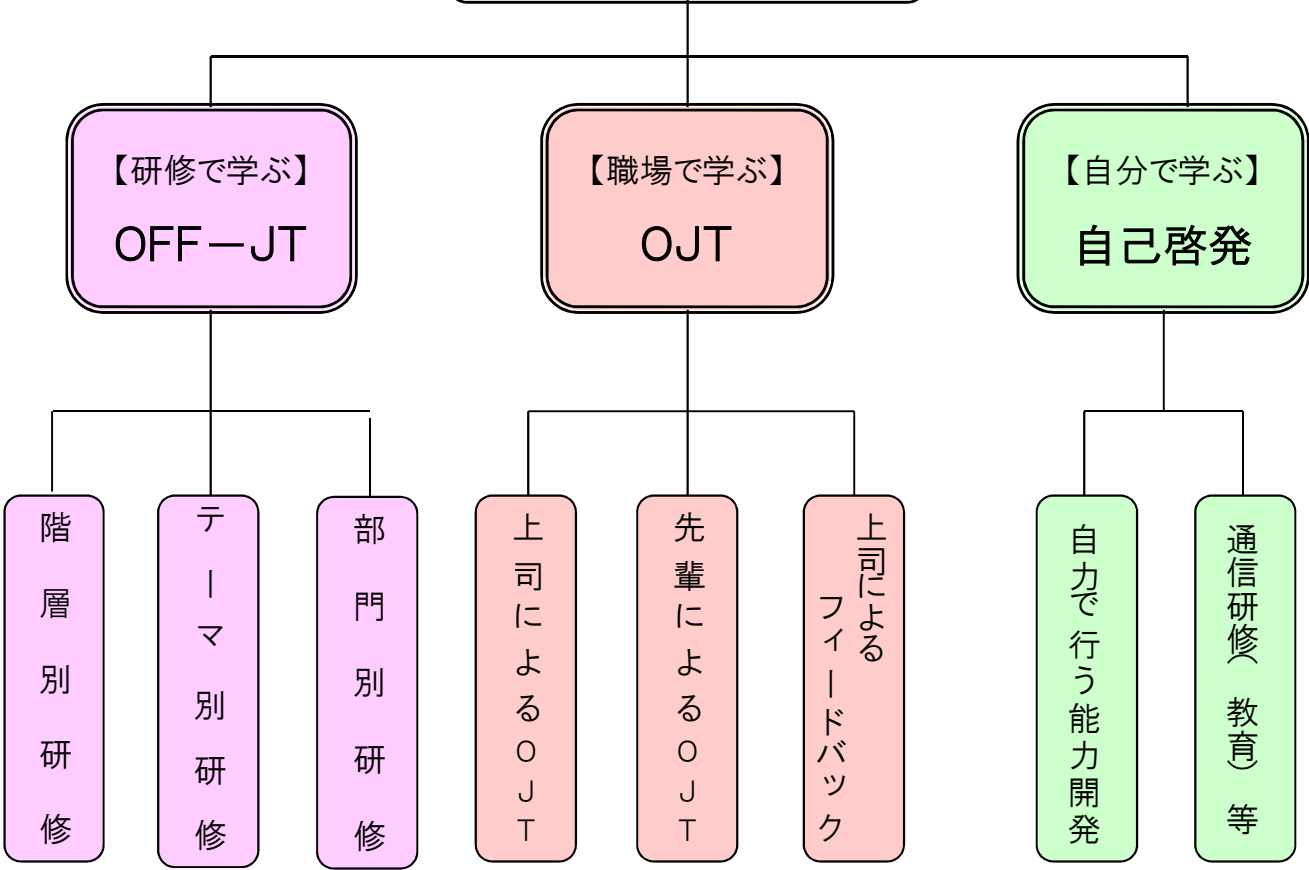 【研修で学ぶ】
OFF－JT
【職場で学ぶ】
OJT
【自分で学ぶ】
自己啓発
階層別研修
テーマ別研修
部門別研修
上司によるOJT
先輩によるOJT
上司による
フィードバック
自力で行う能力開発
通信研修（教育）等